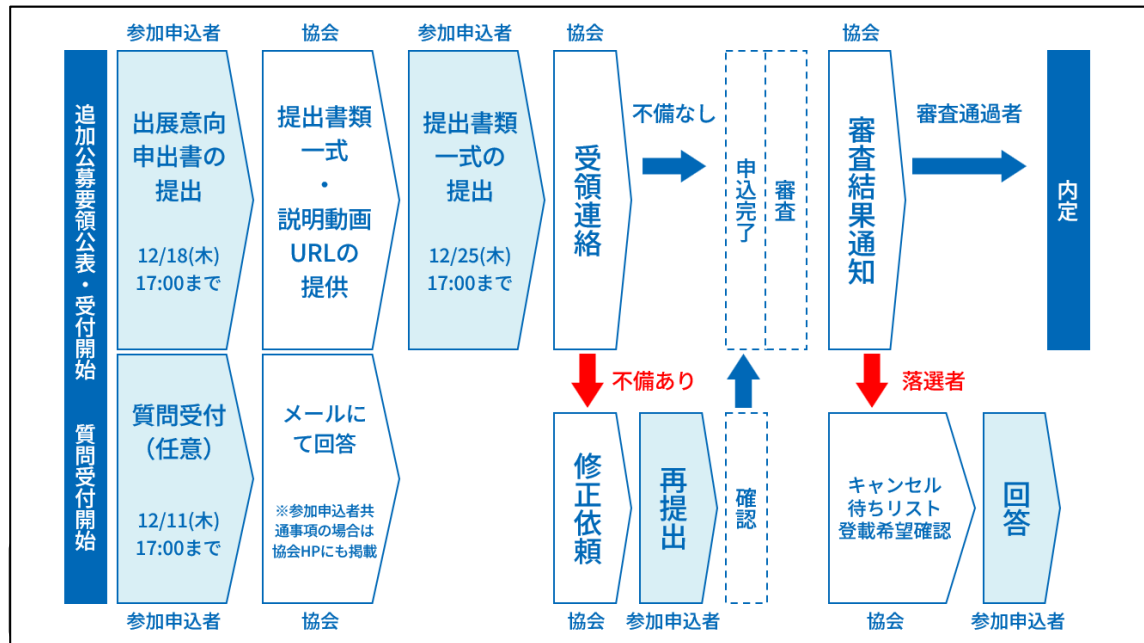 参加申込者
協会
参加申込者
協会
協会
追加公募要領公表・受付開始
質問受付開始
出展意向
申出書の
提出
12/18(木)
17:00まで
提出書類
一式
・
説明動画
URLの
提供
提出書類
一式の
提出
12/25(木)
17:00まで
受領連絡
不備なし
申込完了
審査
審査結果通知
審査通過者
内定
不備あり
落選者
質問受付
（任意）
12/11(木)
17:00まで
メールにて
て回答
※参加申込者共
通事項の場合は
協会HPにも掲載
修正依頼
再提出
確認
キャンセル
待ちリスト
登載希望確認
回答
参加申込者
協会
協会
参加申込者
協会
参加申込者